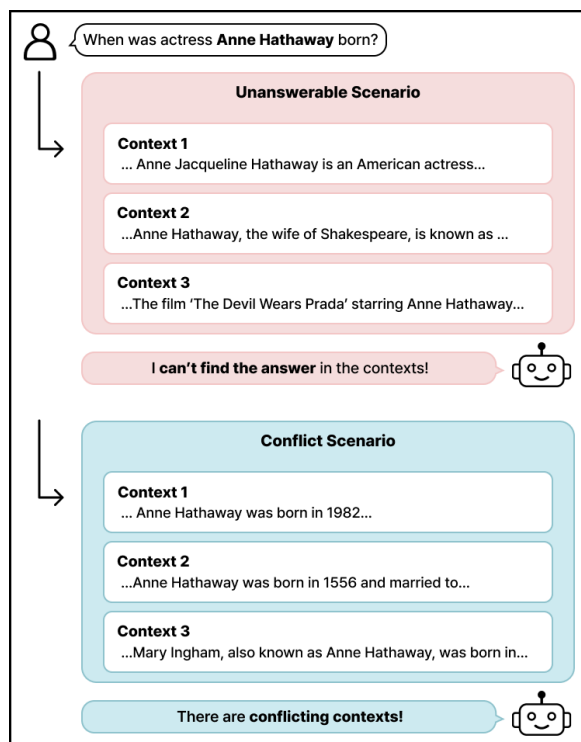 When was actress Anne Hathaway born?
Unanswerable Scenario
Context 1
... Anne Jacqueline Hathaway is an American actress...
Context 2
...Anne Hathaway, the wife of Shakespeare, is known as ...
Context 3
...The film ‘The Devil Wears Prada’ starring Anne Hathaway...
I can’t find the answer in the contexts!
Conflict Scenario
Context 1
... Anne Hathaway was born in 1982...
Context 2
...Anne Hathaway was born in 1556 and married to...
Context 3
...Mary Ingham, also known as Anne Hathaway, was born in...
There are conflicting contexts!